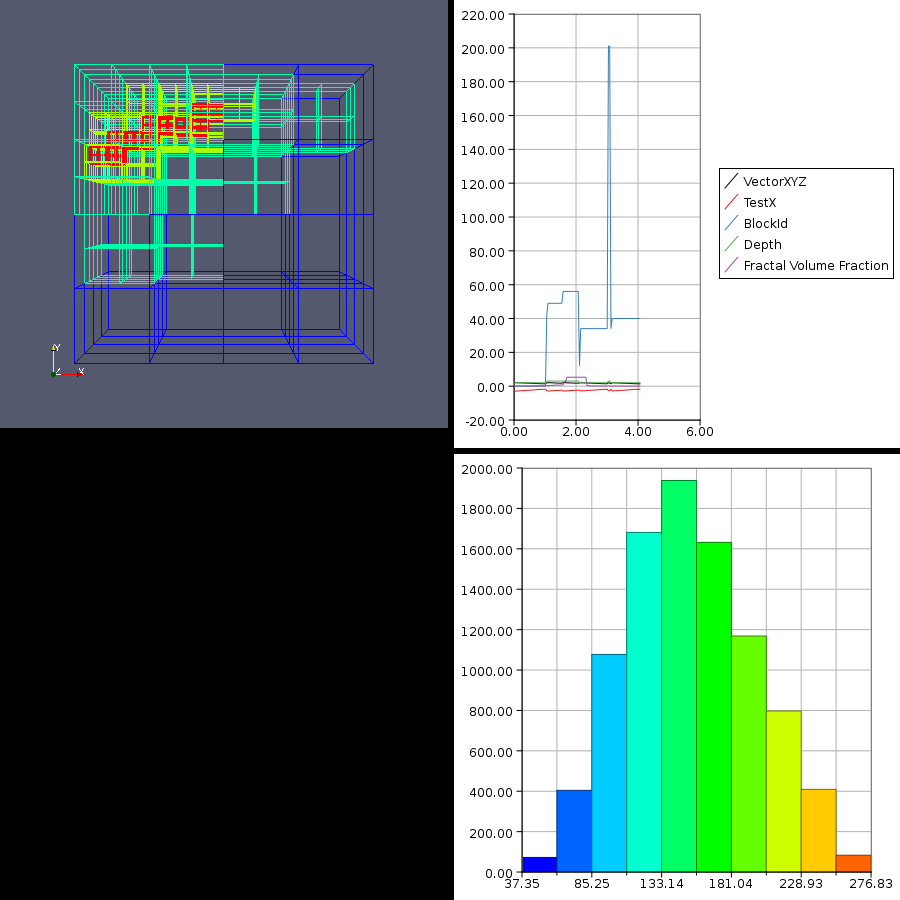 Y
Z
X
220.00
200.00
180.00
160.00
140.00
120.00
100.00
80.00
60.00
40.00
20.00
0.00
-20.00
0.00 2.00 4.00 6.00
VectorXYZ
TestX
BlockId
Depth
Fractal Volume Fraction
2000.00
1800.00
1600.00
1400.00
1200.00
1000.00
800.00
600.00
400.00
200.00
0.00
37.35 85.25 133.14 181.04 228.93 276.83